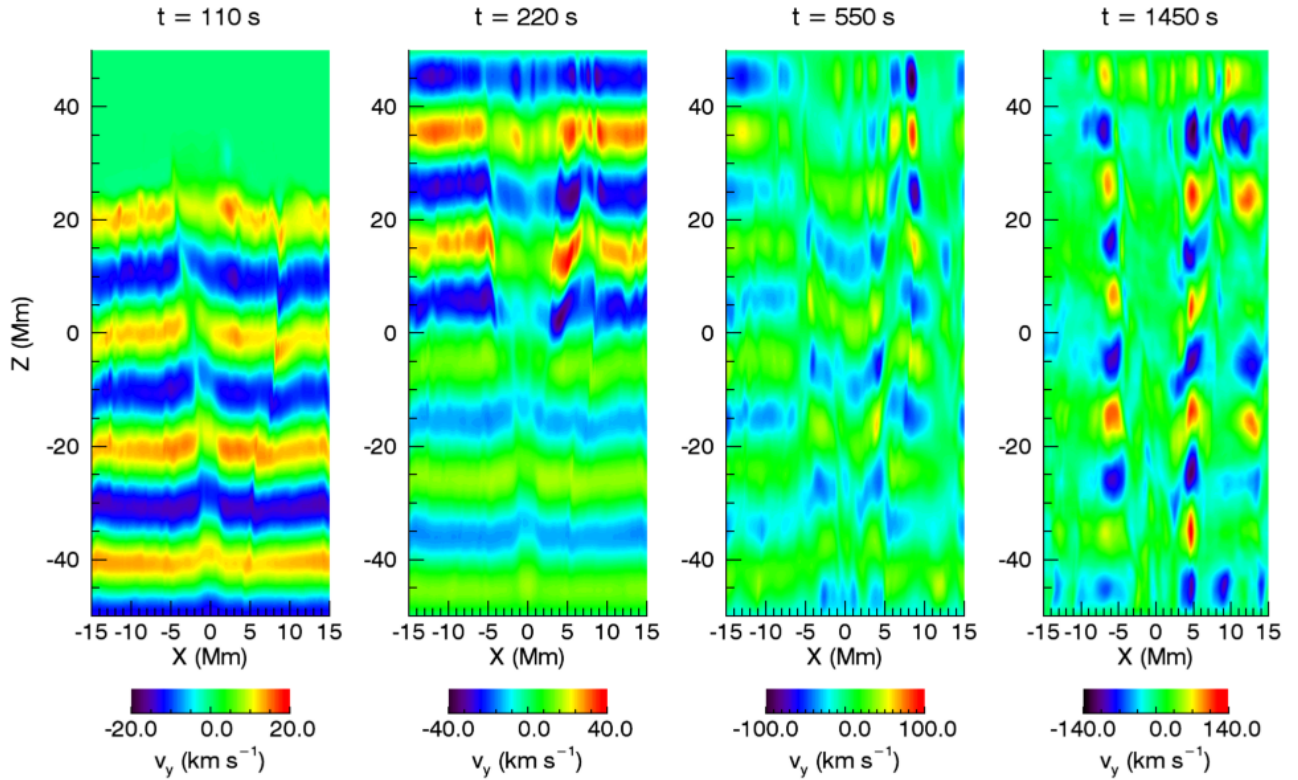 t = 110 s
t = 220 s
t = 550 s
t = 1450 s
Z (Mm)
40
20
0
-20
-40
-15 -10 -5 0 5 10 15
X (Mm)
-20.0 0.0 20.0
v_y (km s⁻¹)
40
20
0
-20
-40
-15 -10 -5 0 5 10 15
X (Mm)
-40.0 0.0 40.0
v_y (km s⁻¹)
40
20
0
-20
-40
-15 -10 -5 0 5 10 15
X (Mm)
-100.0 0.0 100.0
v_y (km s⁻¹)
40
20
0
-20
-40
-15 -10 -5 0 5 10 15
X (Mm)
-140.0 0.0 140.0
v_y (km s⁻¹)